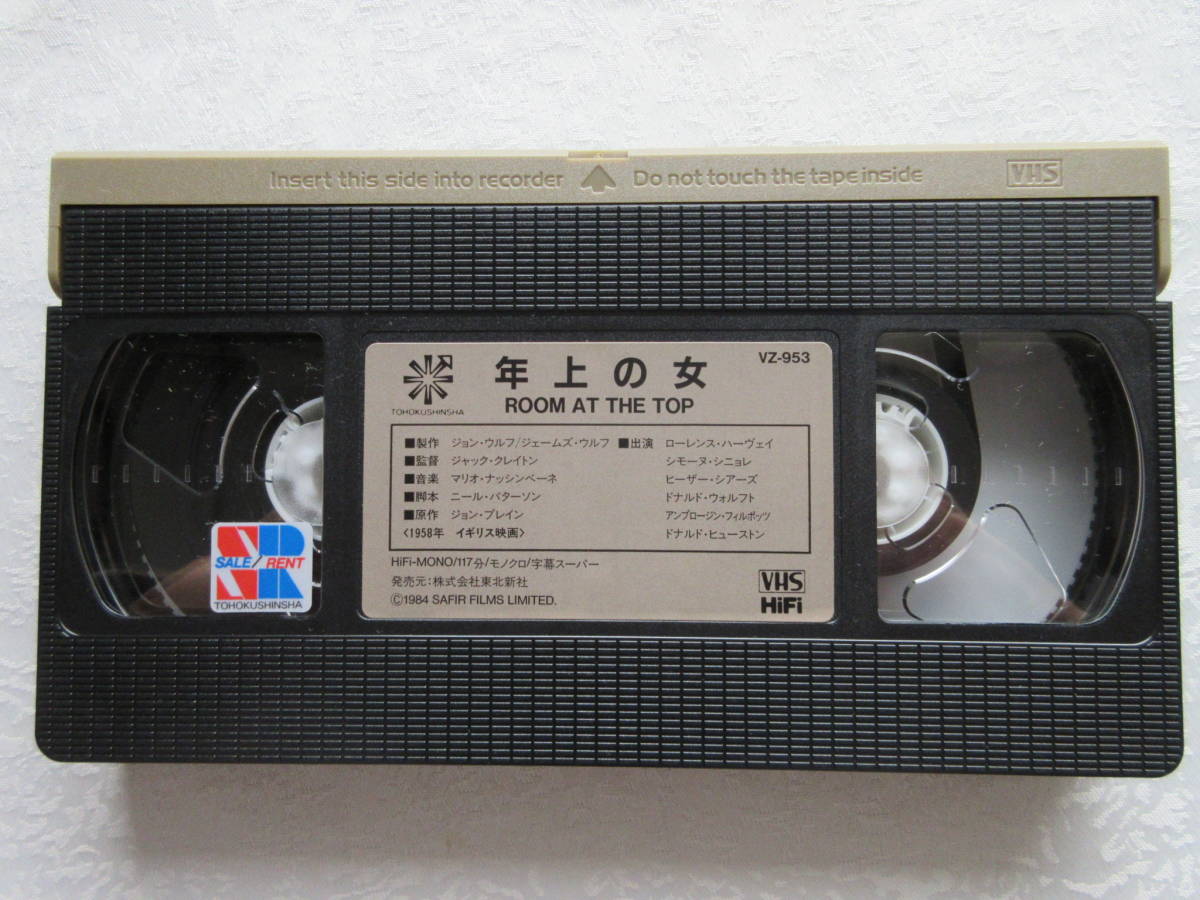 Insert this side into recorder Do not touch the tape inside VHS
年上の女 VZ-953
TOHOKUSHINSHA
ROOM AT THE TOP
■製作 ジョン・ウルフ/ジェームズ・ウルフ ■出演 ローレンス・ハーヴェイ
■監督 ジャック・クレイトン シモーヌ・シニョレ
■音楽 マリオ・ナッシンベーネ ヒーザー・シアーズ
■脚本 ニール・パターソン ドナルド・ウォルフト
■原作 ジョン・ブレイン アンブロージン・フィルポッツ
〈1958年 イギリス映画〉 ドナルド・ヒューストン
HiFi-MONO/117分/モノクロ/字幕スーパー
発売元:株式会社東北新社
©1984 SAFIR FILMS LIMITED.
VHS
HiFi
SALE/RENT
TOHOKUSHINSHA